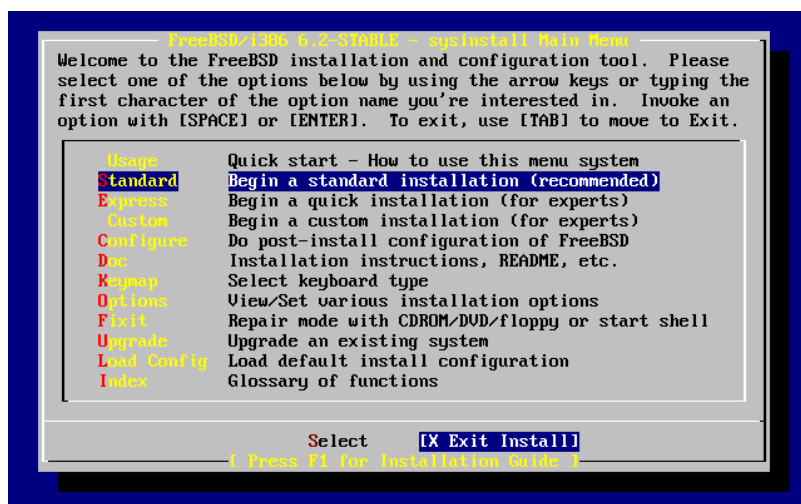 FreeBSD/i386 6.2-STABLE - sysinstall Main Menu
Welcome to the FreeBSD installation and configuration tool.  Please
select one of the options below by using the arrow keys or typing the
first character of the option name you're interested in.  Invoke an
option with [SPACE] or [ENTER].  To exit, use [TAB] to move to Exit.
Usage Quick start - How to use this menu system
Standard Begin a standard installation (recommended)
Express Begin a quick installation (for experts)
Custom Begin a custom installation (for experts)
Configure Do post-install configuration of FreeBSD
Doc Installation instructions, README, etc.
Keymap Select keyboard type
Options View/Set various installation options
Fixit Repair mode with CDROM/DVD/floppy or start shell
Upgrade Upgrade an existing system
Load Config Load default install configuration
Index Glossary of functions
Select [X Exit Install]
[ Press F1 for Installation Guide ]